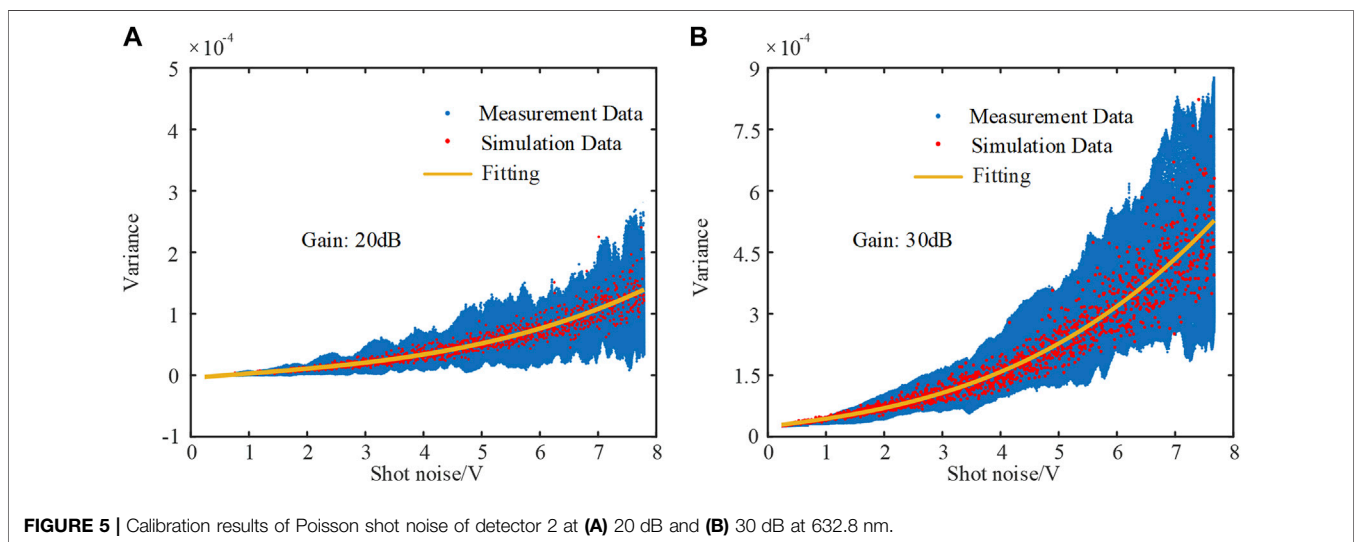 A
×10⁻⁴
5
4
3
2
1
0
-1
Variance
Measurement Data
Simulation Data
Fitting
Gain: 20dB
0 1 2 3 4 5 6 7 8
Shot noise/V
B
×10⁻⁴
9
7.5
6
4.5
3
1.5
0
Variance
Measurement Data
Simulation Data
Fitting
Gain: 30dB
0 1 2 3 4 5 6 7 8
Shot noise/V
FIGURE 5 | Calibration results of Poisson shot noise of detector 2 at (A) 20 dB and (B) 30 dB at 632.8 nm.